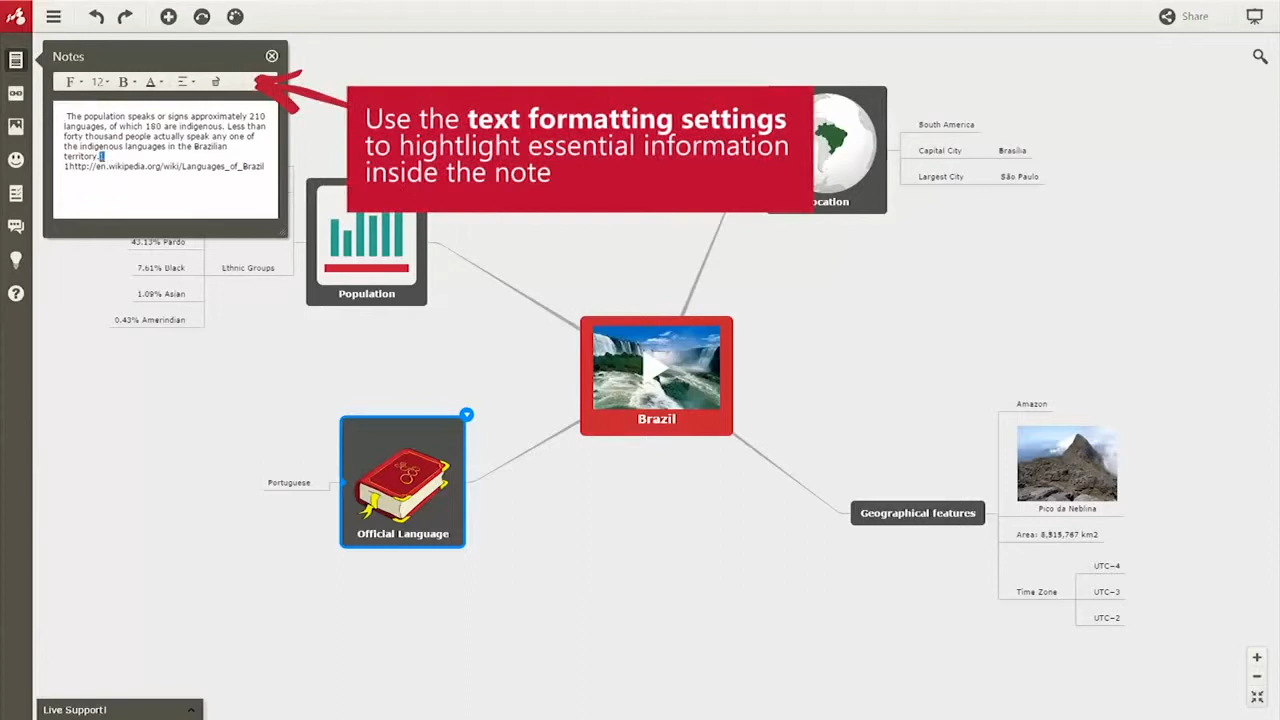 Share
Notes
F
12
B
A
The population speaks or signs approximately 210
languages, of which 180 are indigenous. Less than
forty thousand people actually speak any one of
the indigenous languages in the Brazilian
territory.
1http://en.wikipedia.org/wiki/Languages_of_Brazil
Use the text formatting settings
to hightlight essential information
inside the note
South America
Capital City
Brasília
Largest City
São Paulo
ocation
43.13% Pardo
7.61% Black
Ethnic Groups
1.09% Asian
0.43% Amerindian
Population
Brazil
Portuguese
Official Language
Amazon
Pico da Neblina
Geographical features
Area: 8,515,767 km2
Time Zone
UTC−4
UTC−3
UTC−2
Live Support!